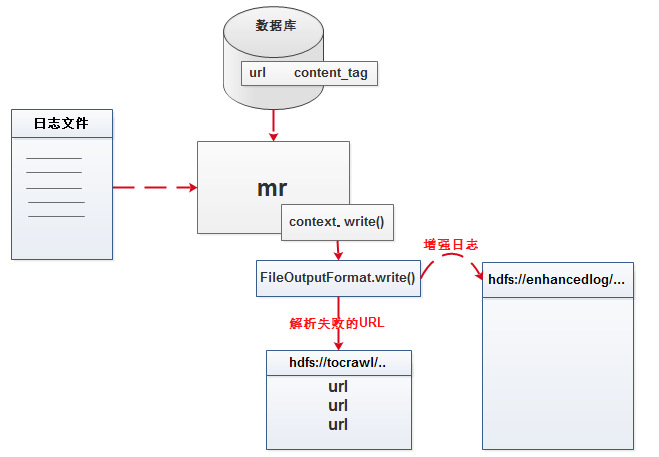 数据库
url content_tag
日志文件
mr
context. write()
增强日志
FileOutputFormat.write()
hdfs://enhancedlog/...
解析失败的URL
hdfs://tocrawl/..
url
url
url